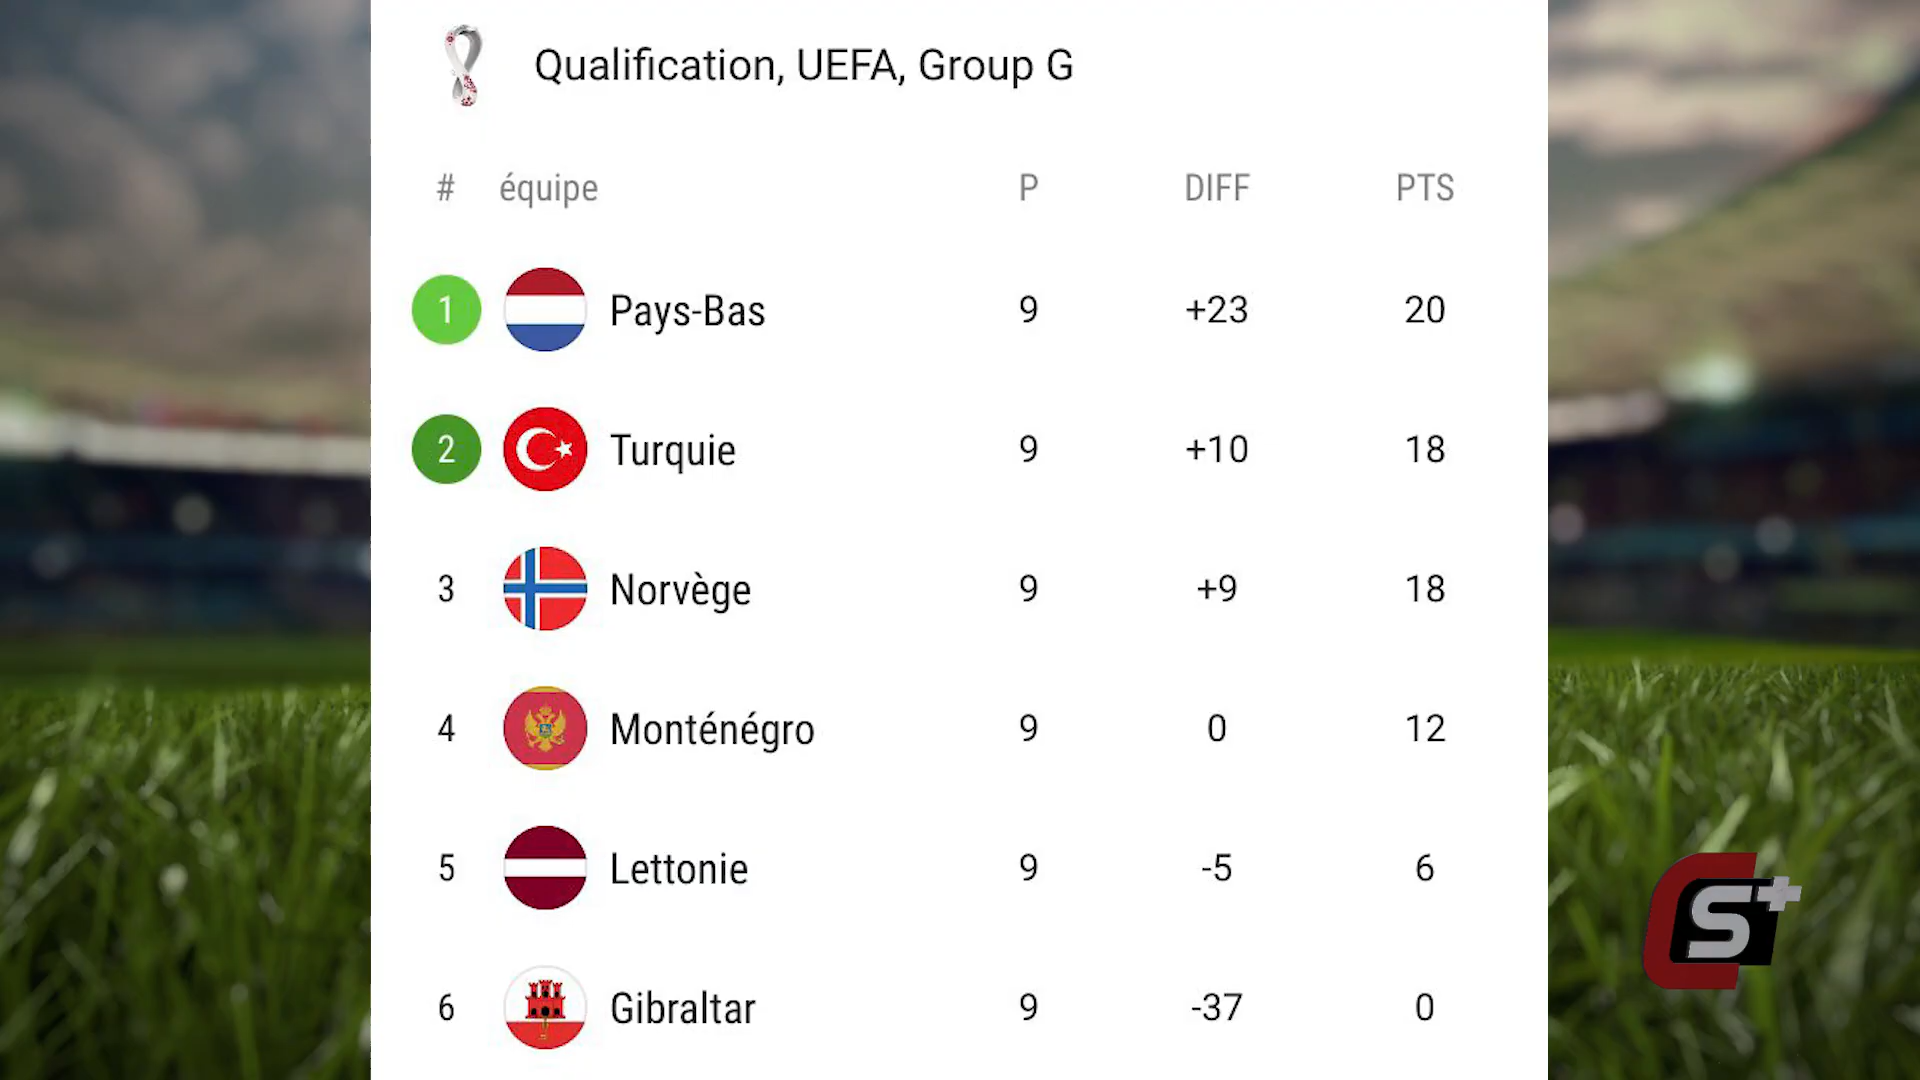 Qualification, UEFA, Group G
# équipe P DIFF PTS
1 Pays-Bas 9 +23 20
2 Turquie 9 +10 18
3 Norvège 9 +9 18
4 Monténégro 9 0 12
5 Lettonie 9 -5 6
6 Gibraltar 9 -37 0
CS+